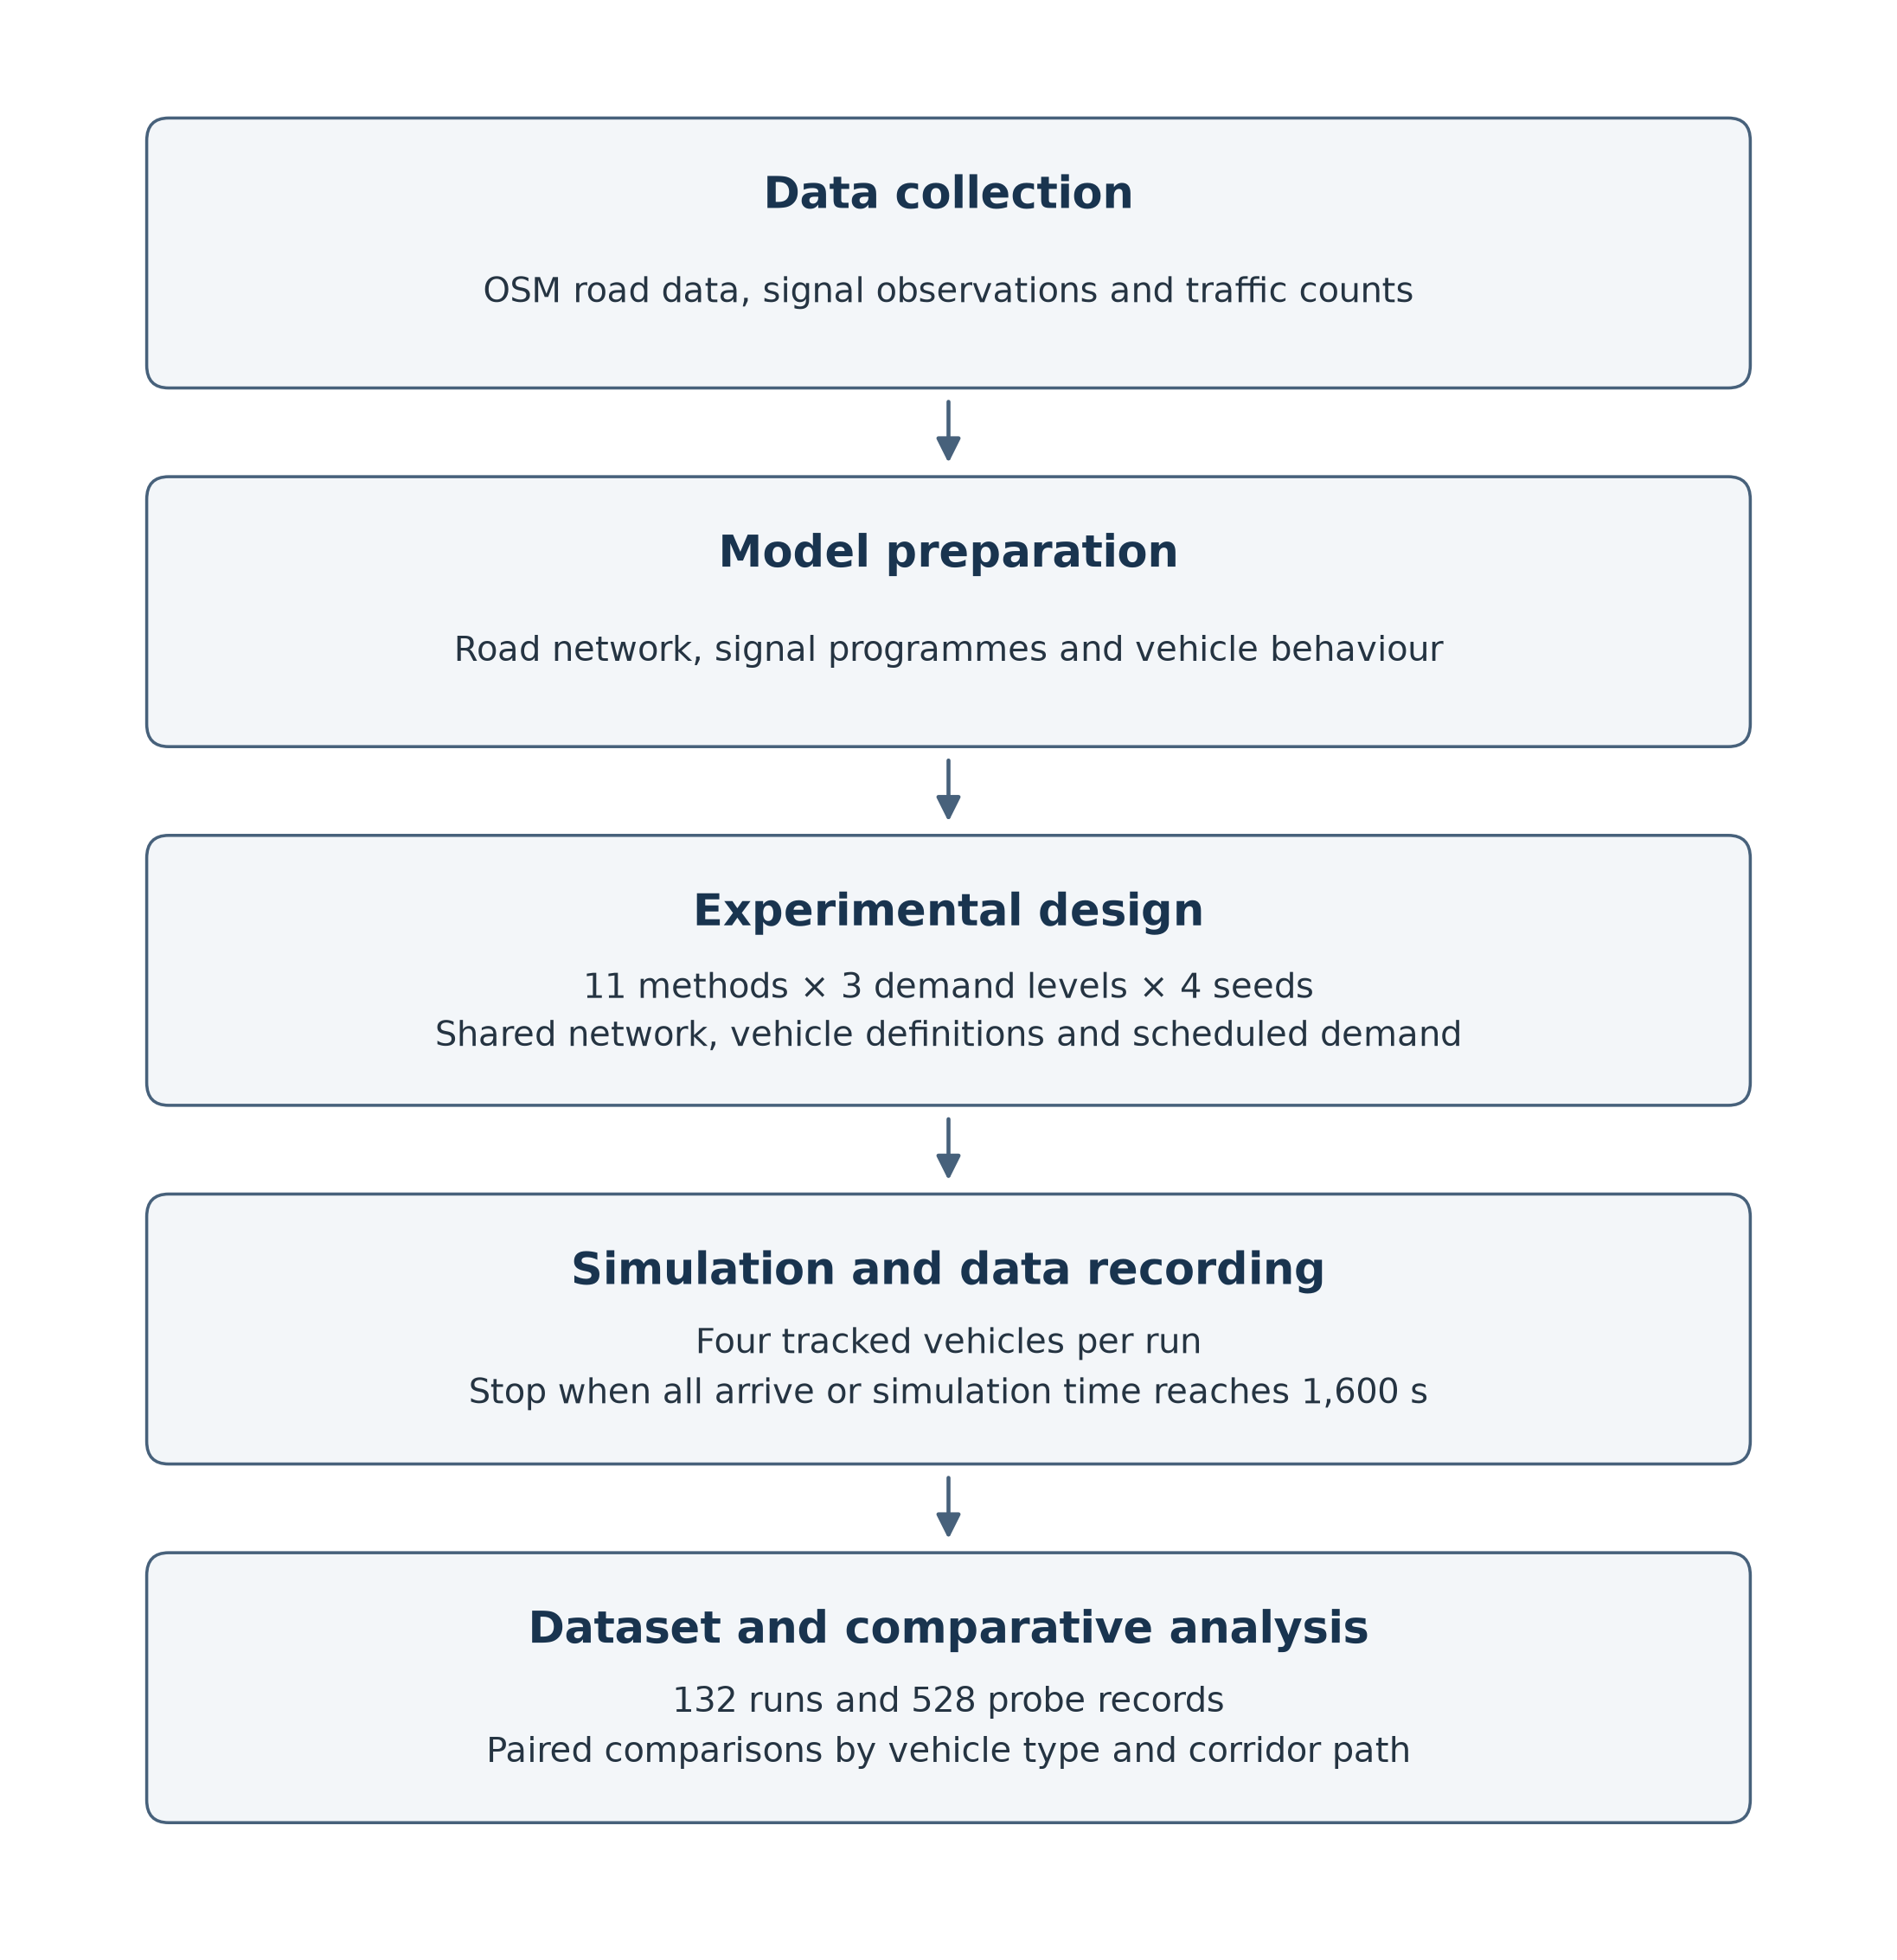 Data collection
OSM road data, signal observations and traffic counts
Model preparation
Road network, signal programmes and vehicle behaviour
Experimental design
11 methods × 3 demand levels × 4 seeds
Shared network, vehicle definitions and scheduled demand
Simulation and data recording
Four tracked vehicles per run
Stop when all arrive or simulation time reaches 1,600 s
Dataset and comparative analysis
132 runs and 528 probe records
Paired comparisons by vehicle type and corridor path